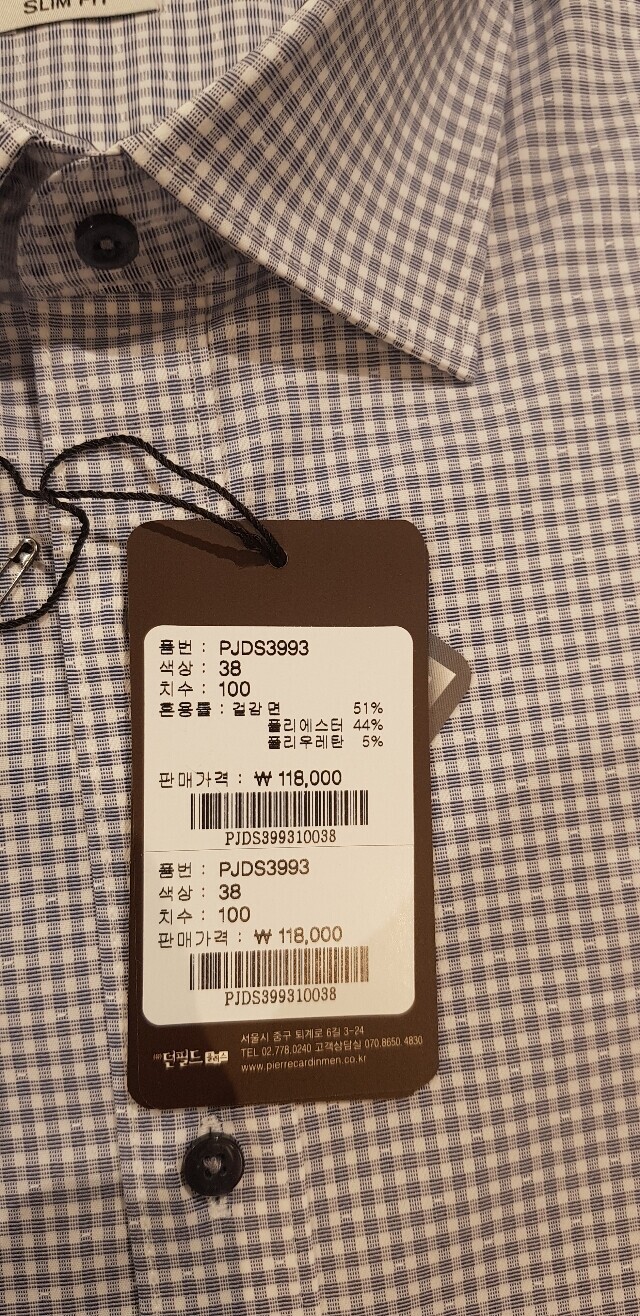 SLIM FIT
품번 : PJDS3993
색상 : 38
치수 : 100
혼용률 : 겉감 면 51%
폴리에스터 44%
폴리우레탄 5%
판매가격 : ₩ 118,000
PJDS399310038
품번 : PJDS3993
색상 : 38
치수 : 100
판매가격 : ₩ 118,000
PJDS399310038
서울시 중구 퇴계로 6길 3-24
㈜던필드 TEL 02.778.0240 고객상담실 070.8650 4830
www.pierrecardinmen.co.kr